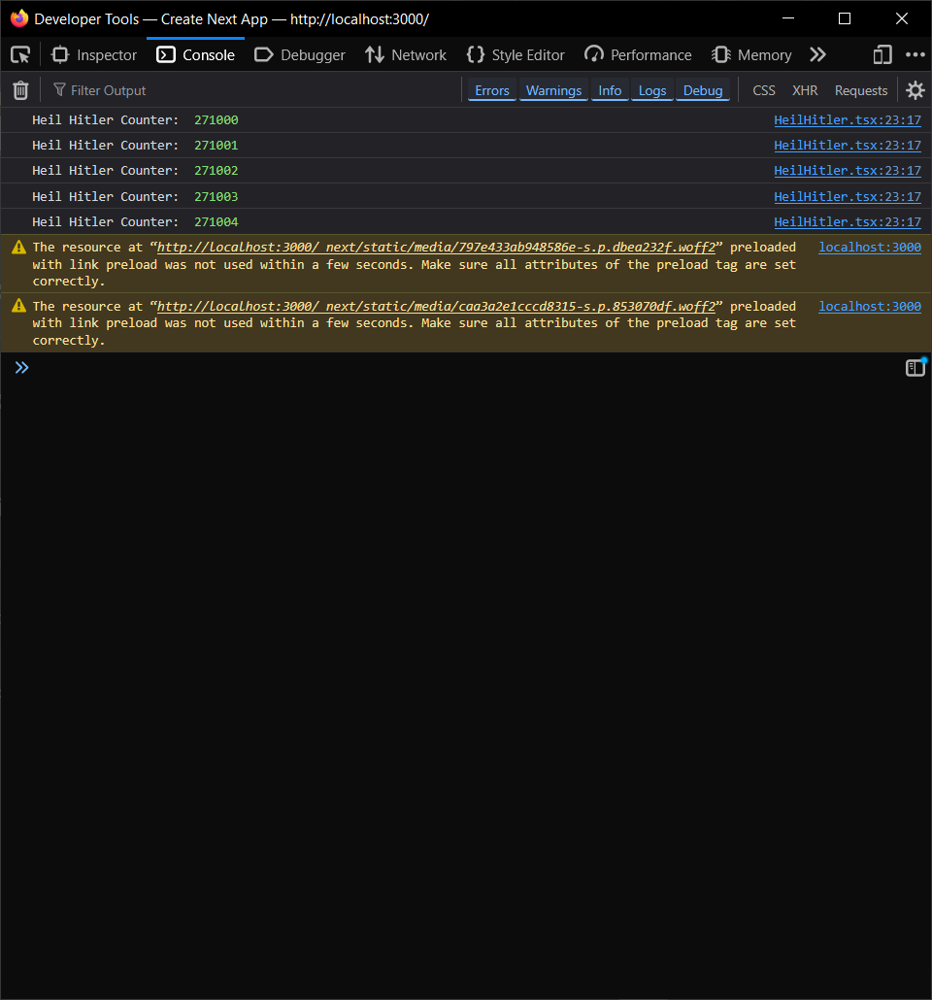 Developer Tools — Create Next App — http://localhost:3000/
Inspector Console Debugger Network Style Editor Performance Memory
Filter Output Errors Warnings Info Logs Debug CSS XHR Requests
Heil Hitler Counter: 271000 HeilHitler.tsx:23:17
Heil Hitler Counter: 271001 HeilHitler.tsx:23:17
Heil Hitler Counter: 271002 HeilHitler.tsx:23:17
Heil Hitler Counter: 271003 HeilHitler.tsx:23:17
Heil Hitler Counter: 271004 HeilHitler.tsx:23:17
The resource at “http://localhost:3000/_next/static/media/797e433ab948586e-s.p.dbea232f.woff2” preloaded localhost:3000
with link preload was not used within a few seconds. Make sure all attributes of the preload tag are set
correctly.
The resource at “http://localhost:3000/_next/static/media/caa3a2e1cccd8315-s.p.853070df.woff2” preloaded localhost:3000
with link preload was not used within a few seconds. Make sure all attributes of the preload tag are set
correctly.